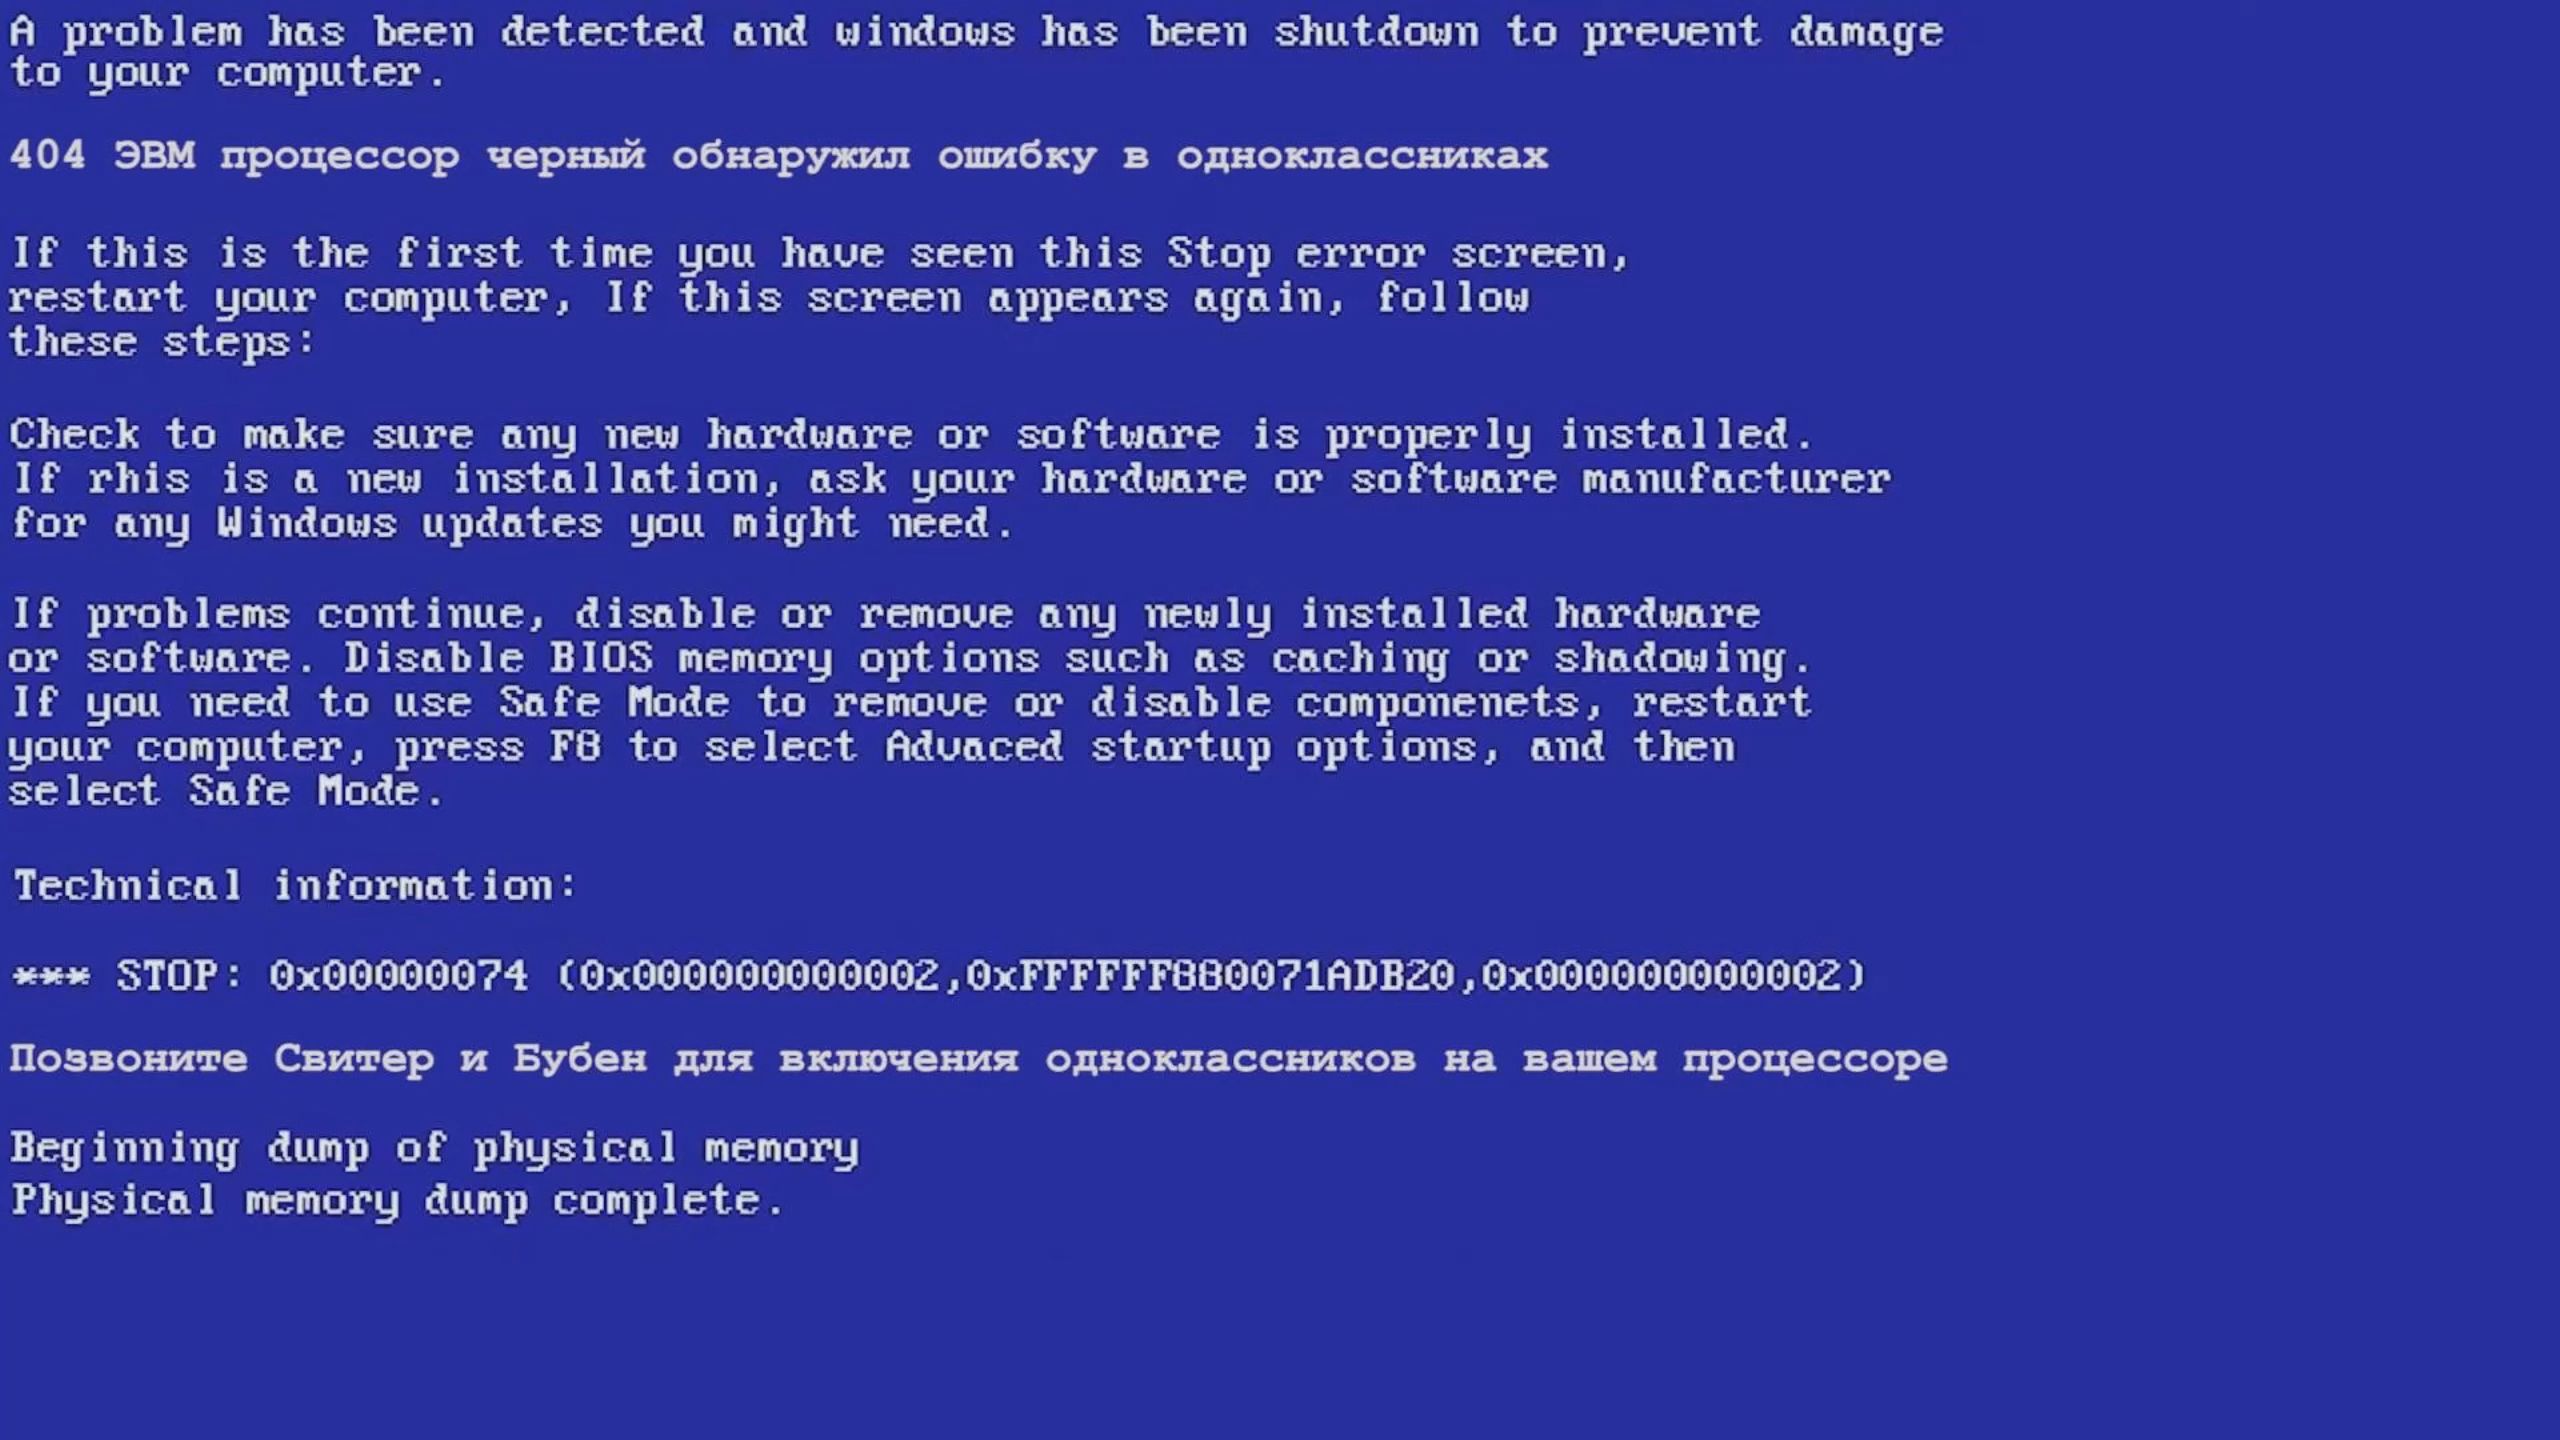 A problem has been detected and windows has been shutdown to prevent damage
to your computer.
404 ЭВМ процессор черный обнаружил ошибку в одноклассниках
If this is the first time you have seen this Stop error screen,
restart your computer, If this screen appears again, follow
these steps:
Check to make sure any new hardware or software is properly installed.
If rhis is a new installation, ask your hardware or software manufacturer
for any Windows updates you might need.
If problems continue, disable or remove any newly installed hardware
or software. Disable BIOS memory options such as caching or shadowing.
If you need to use Safe Mode to remove or disable componenets, restart
your computer, press F8 to select Advaced startup options, and then
select Safe Mode.
Technical information:
*** STOP: 0x00000074 (0x000000000002,0xFFFFFF880071ADB20,0x000000000002)
Позвоните Свитер и Бубен для включения одноклассников на вашем процессоре
Beginning dump of physical memory
Physical memory dump complete.